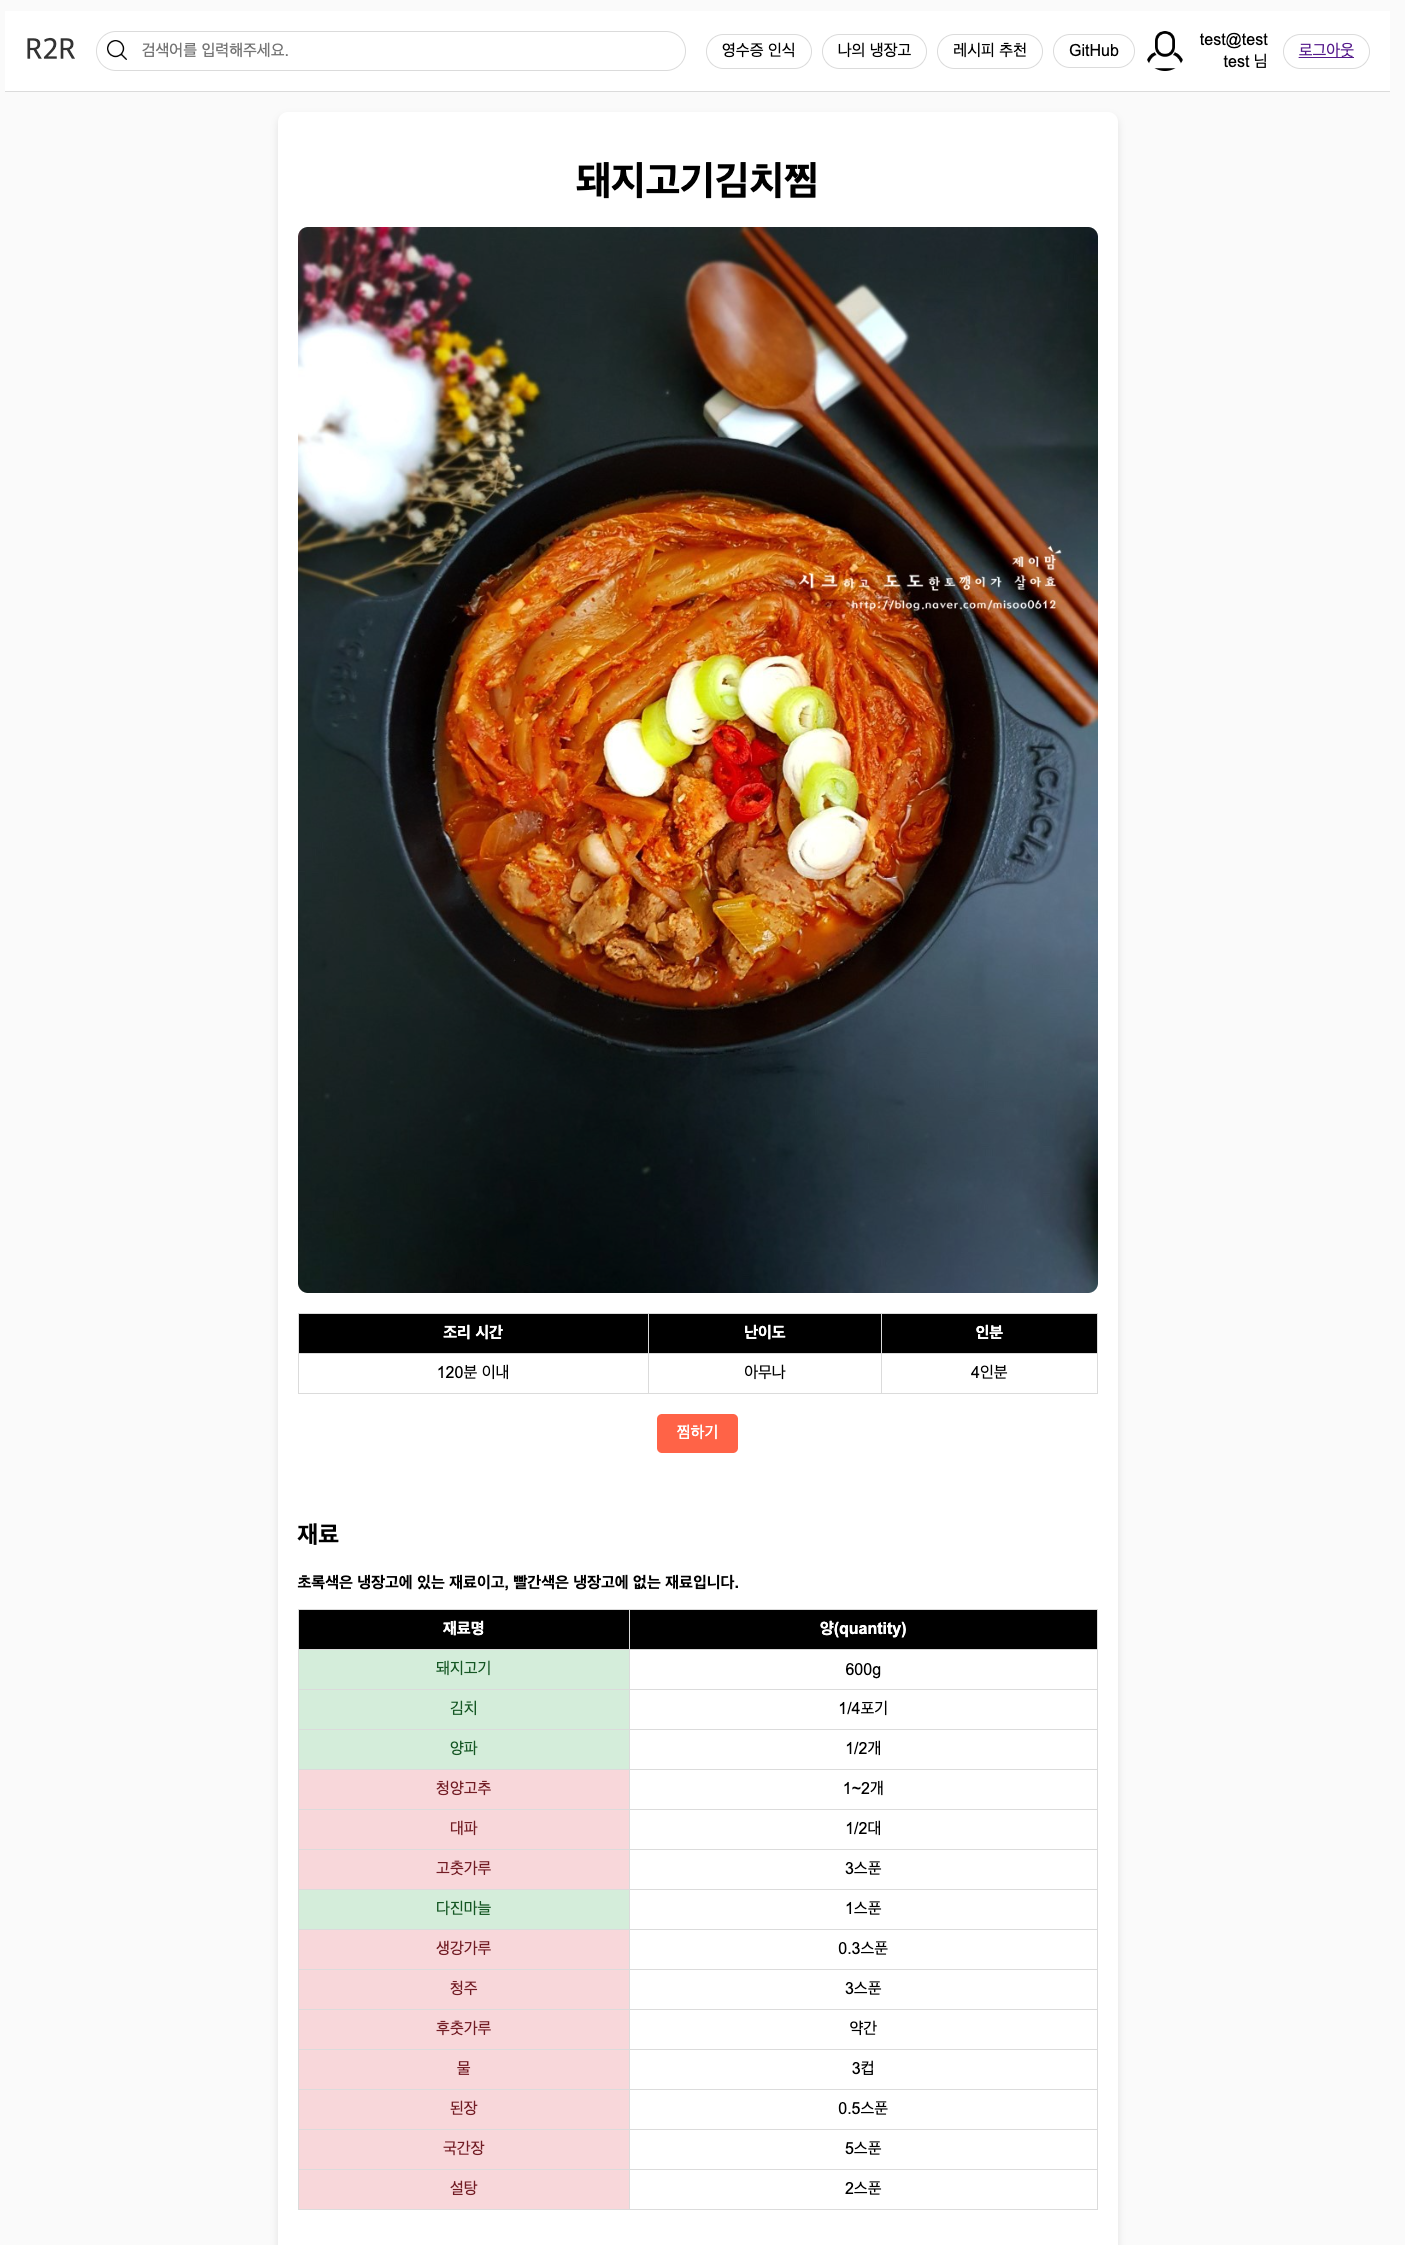 R2R
검색어를 입력해주세요.
영수증 인식
나의 냉장고
레시피 추천
GitHub
test@test
test 님
로그아웃
돼지고기김치찜
제이맘
시크하고 도도한토깽이가 살아효
http://blog.naver.com/misoo0612
ACACIA
조리 시간 난이도 인분
120분 이내 아무나 4인분
찜하기
재료
초록색은 냉장고에 있는 재료이고, 빨간색은 냉장고에 없는 재료입니다.
재료명 양(quantity)
돼지고기 600g
김치 1/4포기
양파 1/2개
청양고추 1~2개
대파 1/2대
고춧가루 3스푼
다진마늘 1스푼
생강가루 0.3스푼
청주 3스푼
후춧가루 약간
물 3컵
된장 0.5스푼
국간장 5스푼
설탕 2스푼